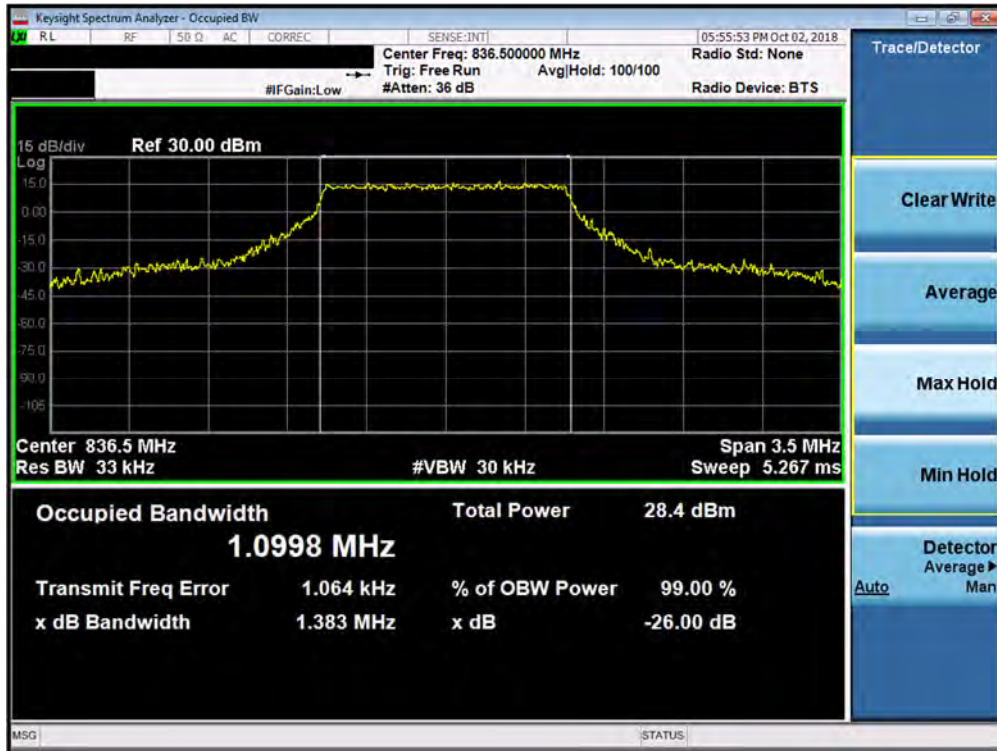 Keysight Spectrum Analyzer - Occupied BW
LXI RL RF 50 Ω AC CORREC SENSE:INT 05:55:53 PM Oct 02, 2018
Center Freq: 836.500000 MHz Radio Std: None
Trig: Free Run Avg|Hold: 100/100
#IFGain:Low #Atten: 36 dB Radio Device: BTS
15 dB/div Ref 30.00 dBm
Log
15.0
0.00
-15.0
-30.0
-45.0
-60.0
-75.0
-90.0
-105
Center 836.5 MHz Span 3.5 MHz
Res BW 33 kHz #VBW 30 kHz Sweep 5.267 ms
Occupied Bandwidth Total Power 28.4 dBm
1.0998 MHz
Transmit Freq Error 1.064 kHz % of OBW Power 99.00 %
x dB Bandwidth 1.383 MHz x dB -26.00 dB
MSG STATUS
Trace/Detector
Clear Write
Average
Max Hold
Min Hold
Detector
Average
Auto Man